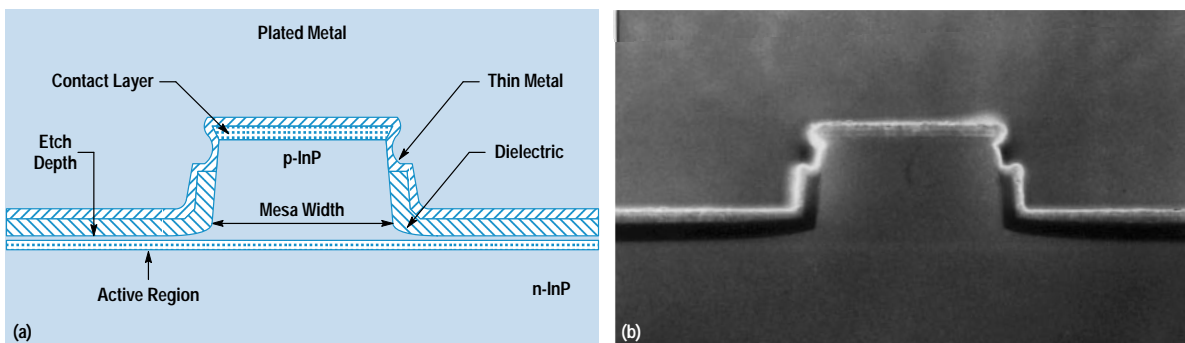 Plated Metal
Contact Layer
Thin Metal
Etch
Depth
p-InP
Dielectric
Mesa Width
Active Region
n-InP
(a)
(b)